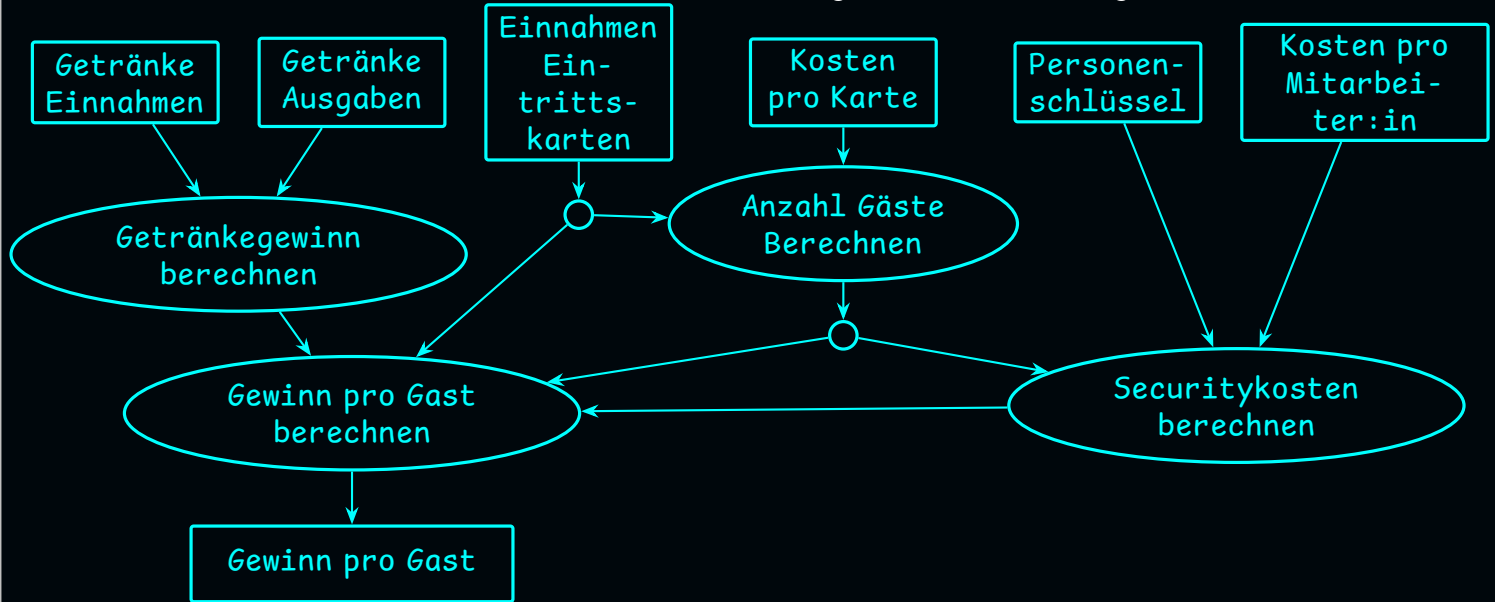 Getränke
Einnahmen
Getränke
Ausgaben
Einnahmen
Ein-
tritts-
karten
Kosten
pro Karte
Personen-
schlüssel
Kosten pro
Mitarbei-
ter:in
Getränkegewinn
berechnen
Anzahl Gäste
Berechnen
Gewinn pro Gast
berechnen
Securitykosten
berechnen
Gewinn pro Gast